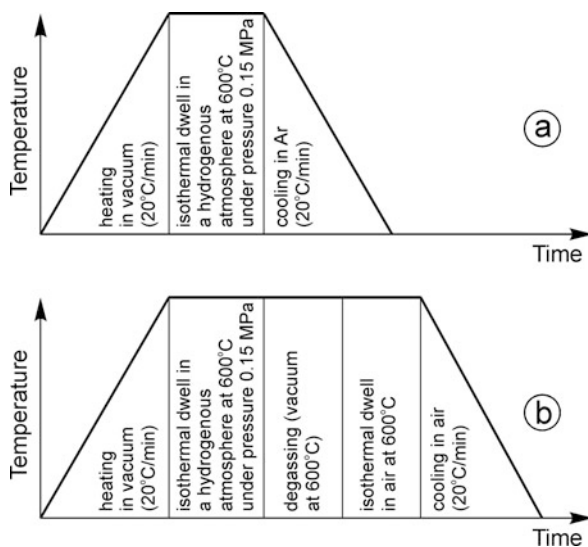 Temperature
heating
in vacuum
(20°C/min)
isothermal dwell in
a hydrogenous
atmosphere at 600°C
under pressure 0.15 MPa
cooling in Ar
(20°C/min)
a
Time
Temperature
heating
in vacuum
(20°C/min)
isothermal dwell in
a hydrogenous
atmosphere at 600°C
under pressure 0.15 MPa
degassing (vacuum
at 600°C)
isothermal dwell
in air at 600°C
cooling in air
(20°C/min)
b
Time